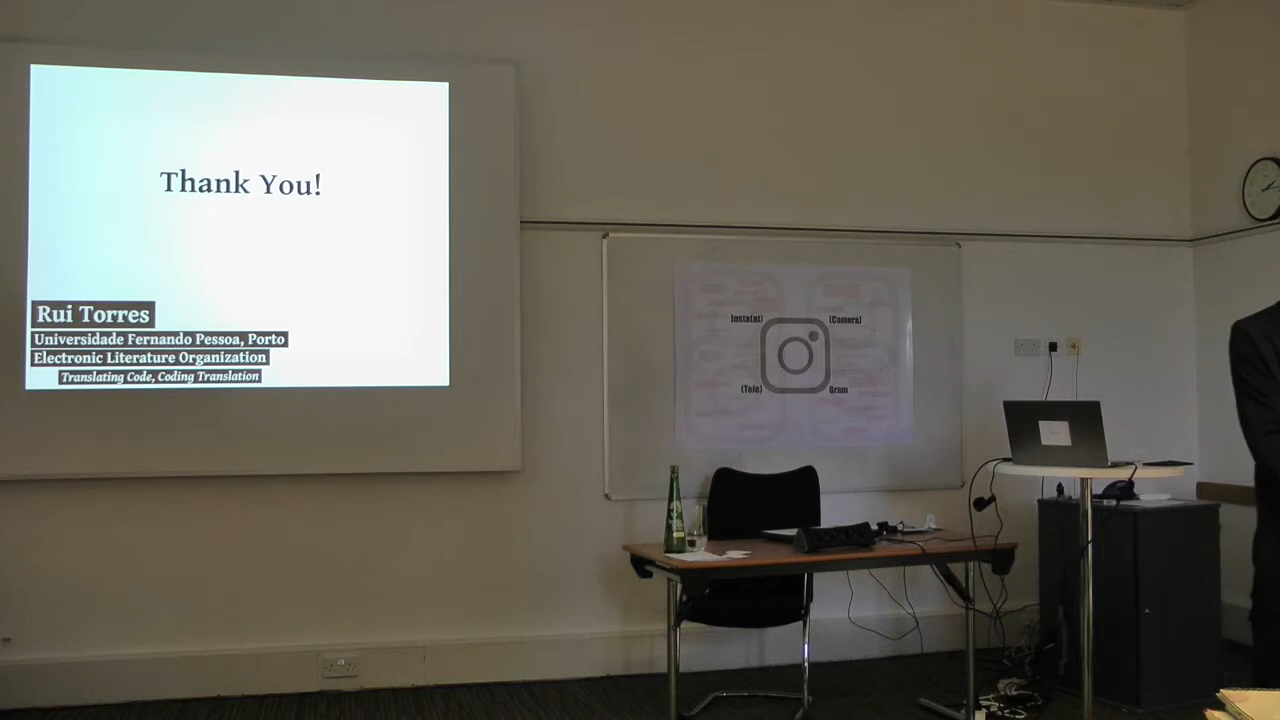 Thank You!
Rui Torres
Universidade Fernando Pessoa, Porto
Electronic Literature Organization
Translating Code, Coding Translation
Insta(nt) (Camera)
(Tele) Gram